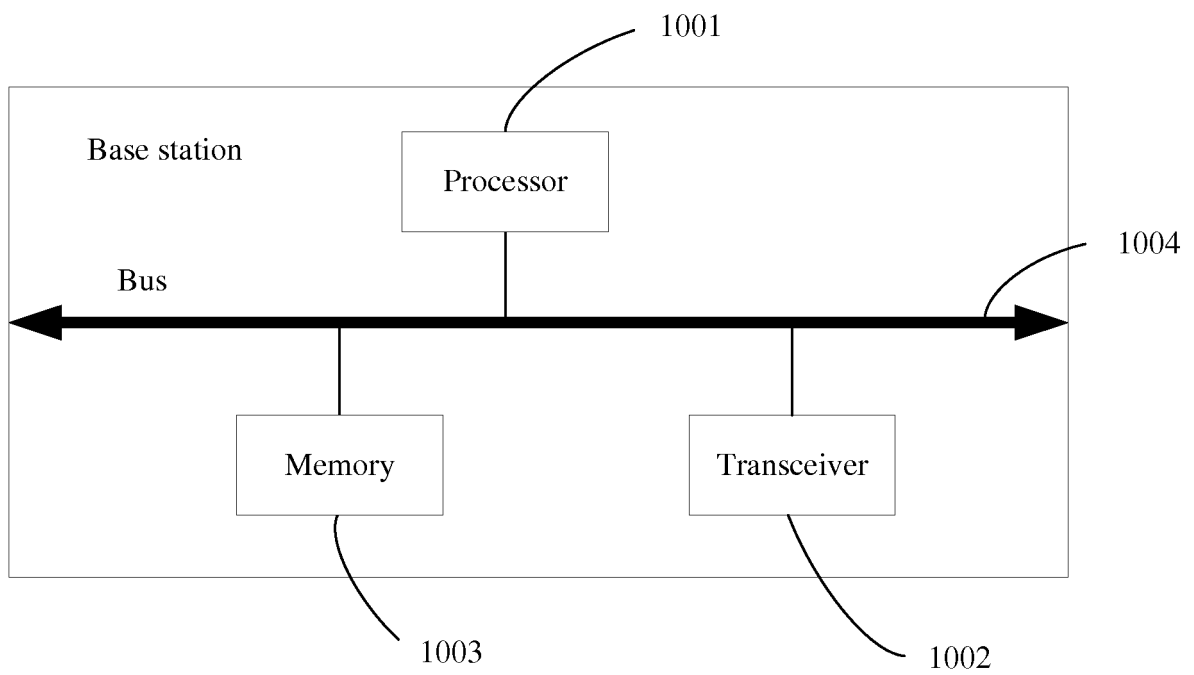 1001
Base station
Processor
1004
Bus
Memory
Transceiver
1003
1002